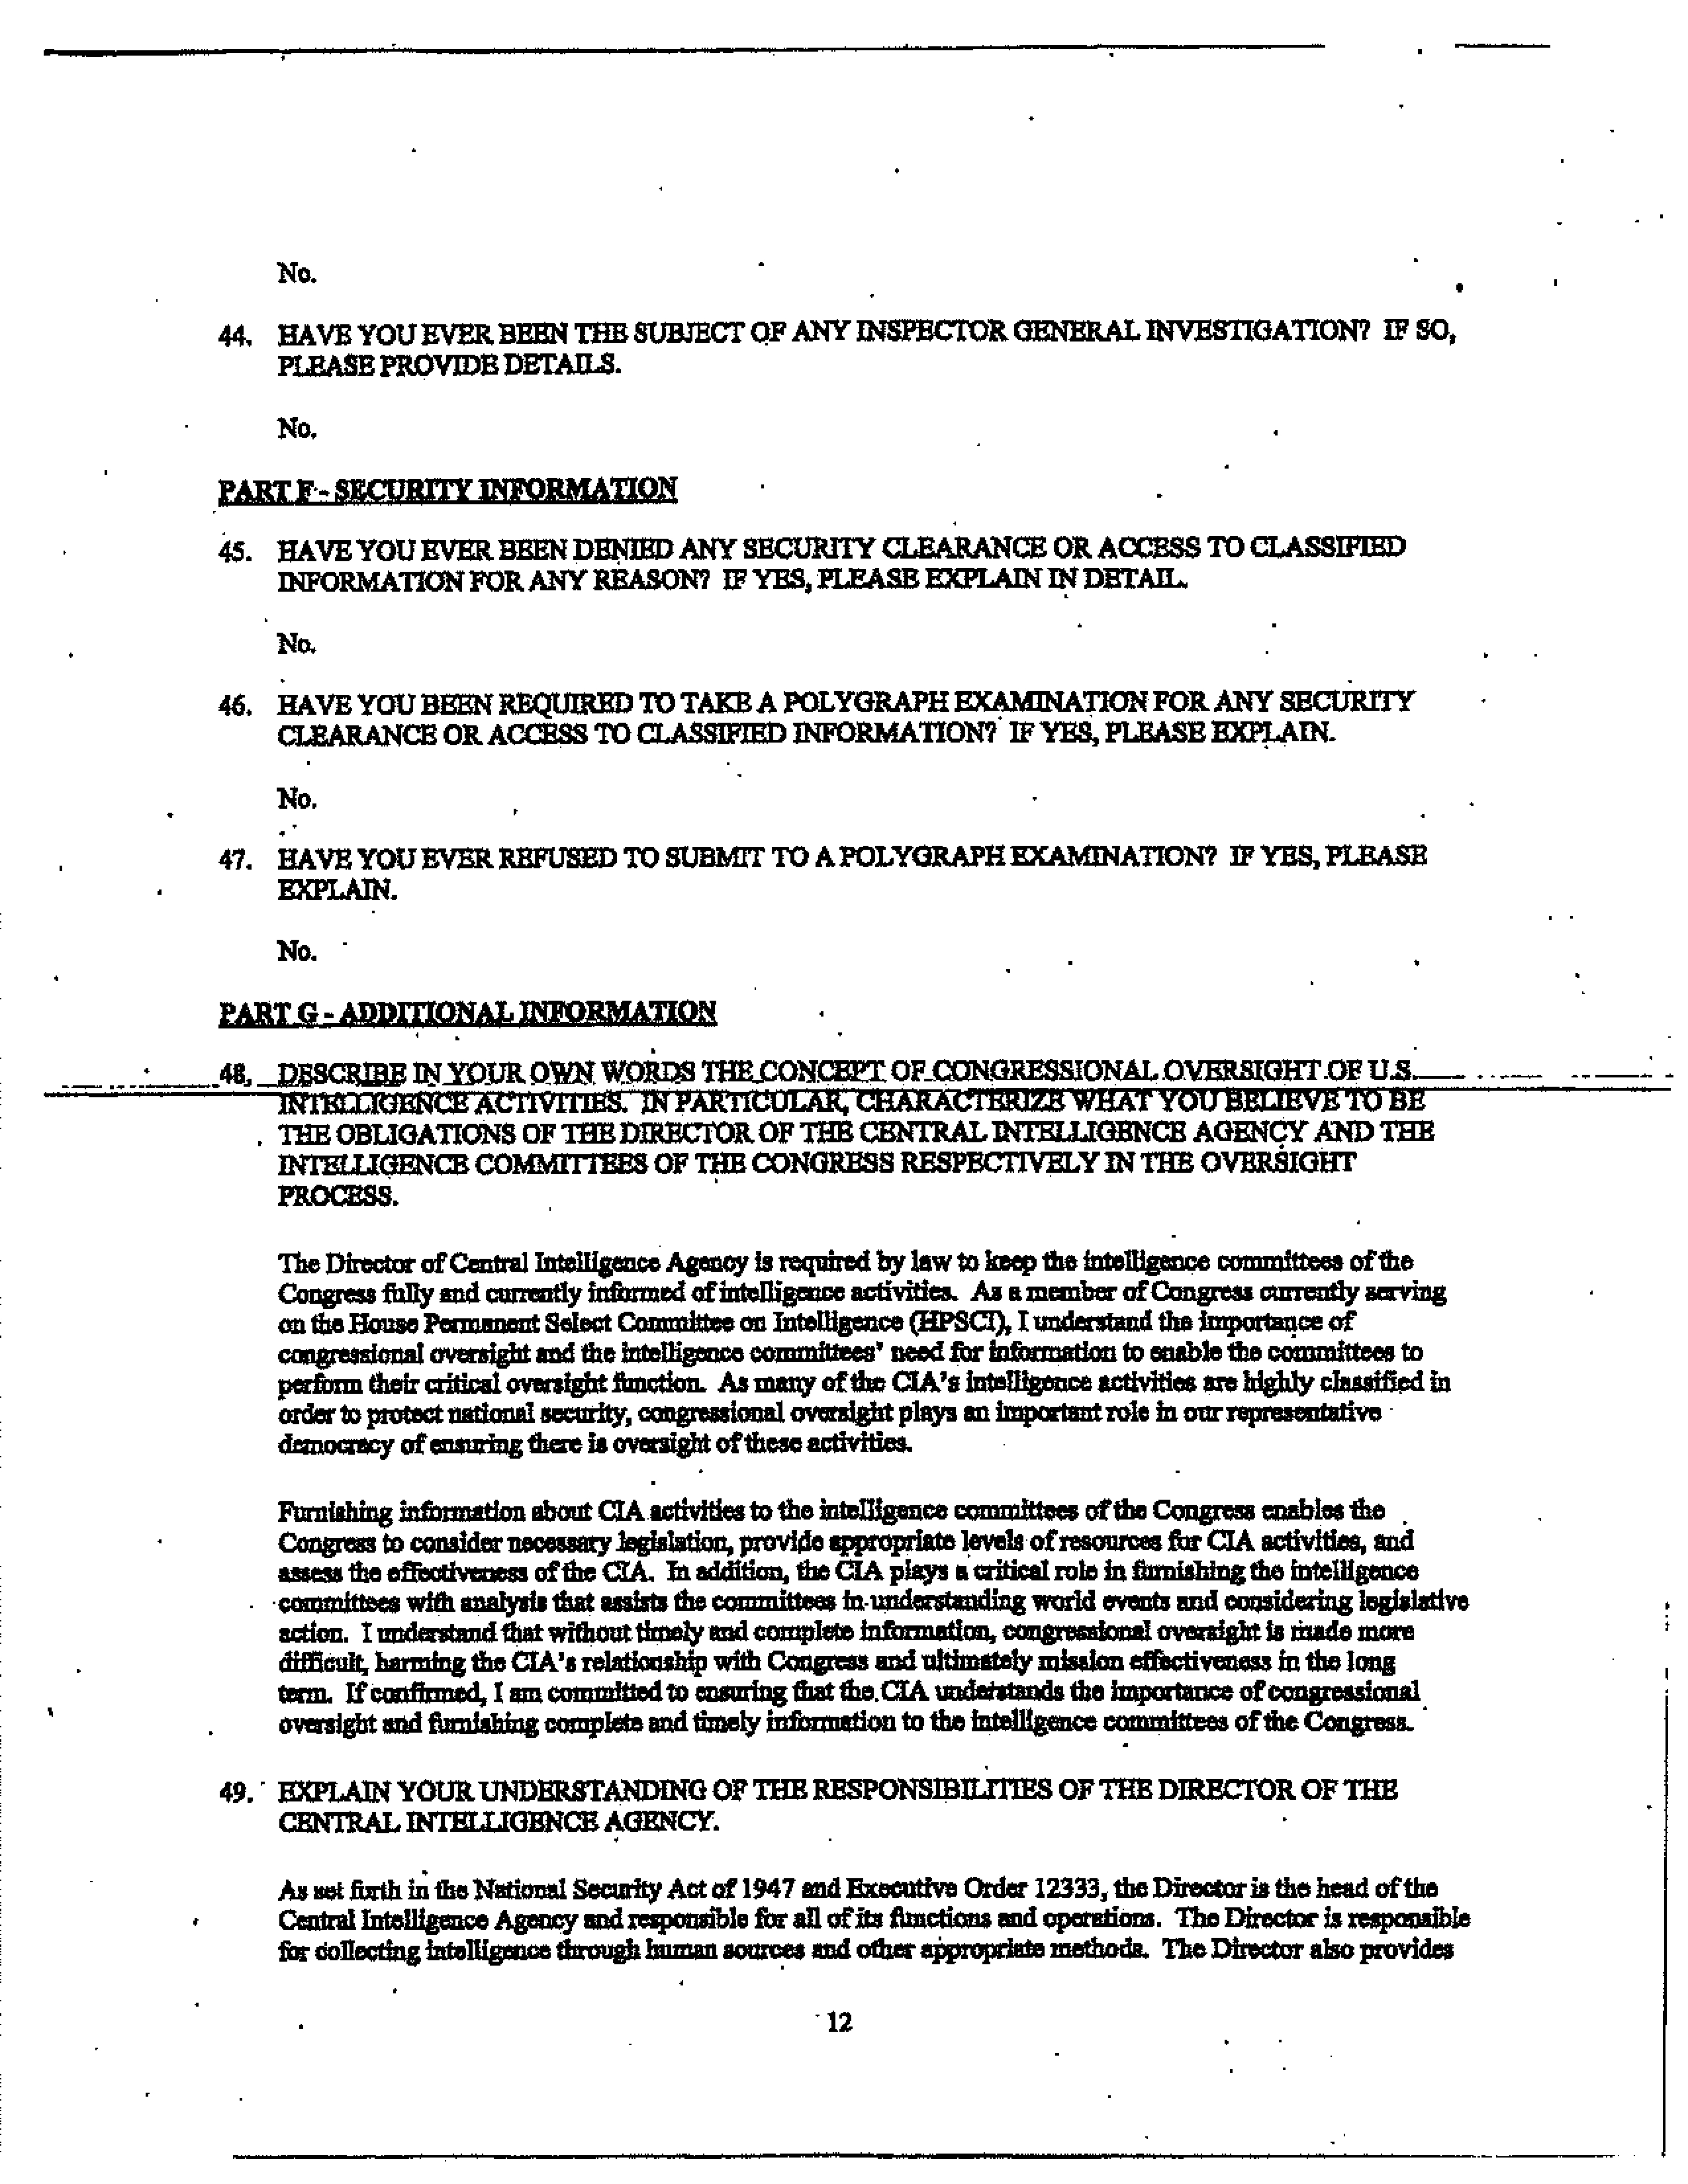 No.
44. HAVE YOU EVER BEEN THE SUBJECT OF ANY INSPECTOR GENERAL INVESTIGATION? IF SO,
PLEASE PROVIDE DETAILS.
No.
PART F - SECURITY INFORMATION
45. HAVE YOU EVER BEEN DENIED ANY SECURITY CLEARANCE OR ACCESS TO CLASSIFIED
INFORMATION FOR ANY REASON? IF YES, PLEASE EXPLAIN IN DETAIL.
No.
46. HAVE YOU BEEN REQUIRED TO TAKE A POLYGRAPH EXAMINATION FOR ANY SECURITY
CLEARANCE OR ACCESS TO CLASSIFIED INFORMATION? IF YES, PLEASE EXPLAIN.
No.
47. HAVE YOU EVER REFUSED TO SUBMIT TO A POLYGRAPH EXAMINATION? IF YES, PLEASE
EXPLAIN.
No.
PART G - ADDITIONAL INFORMATION
48. DESCRIBE IN YOUR OWN WORDS THE CONCEPT OF CONGRESSIONAL OVERSIGHT OF U.S.
INTELLIGENCE ACTIVITIES. IN PARTICULAR, CHARACTERIZE WHAT YOU BELIEVE TO BE
THE OBLIGATIONS OF THE DIRECTOR OF THE CENTRAL INTELLIGENCE AGENCY AND THE
INTELLIGENCE COMMITTEES OF THE CONGRESS RESPECTIVELY IN THE OVERSIGHT
PROCESS.
The Director of Central Intelligence Agency is required by law to keep the intelligence committees of the
Congress fully and currently informed of intelligence activities. As a member of Congress currently serving
on the House Permanent Select Committee on Intelligence (HPSCI), I understand the importance of
congressional oversight and the intelligence committees' need for information to enable the committees to
perform their critical oversight function. As many of the CIA's intelligence activities are highly classified in
order to protect national security, congressional oversight plays an important role in our representative
democracy of ensuring there is oversight of these activities.
Furnishing information about CIA activities to the intelligence committees of the Congress enables the
Congress to consider necessary legislation, provide appropriate levels of resources for CIA activities, and
assess the effectiveness of the CIA. In addition, the CIA plays a critical role in furnishing the intelligence
committees with analysis that assists the committees in understanding world events and considering legislative
action. I understand that without timely and complete information, congressional oversight is made more
difficult, harming the CIA's relationship with Congress and ultimately mission effectiveness in the long
term. If confirmed, I am committed to ensuring that the CIA understands the importance of congressional
oversight and furnishing complete and timely information to the intelligence committees of the Congress.
49. EXPLAIN YOUR UNDERSTANDING OF THE RESPONSIBILITIES OF THE DIRECTOR OF THE
CENTRAL INTELLIGENCE AGENCY.
As set forth in the National Security Act of 1947 and Executive Order 12333, the Director is the head of the
Central Intelligence Agency and responsible for all of its functions and operations. The Director is responsible
for collecting intelligence through human sources and other appropriate methods. The Director also provides
12